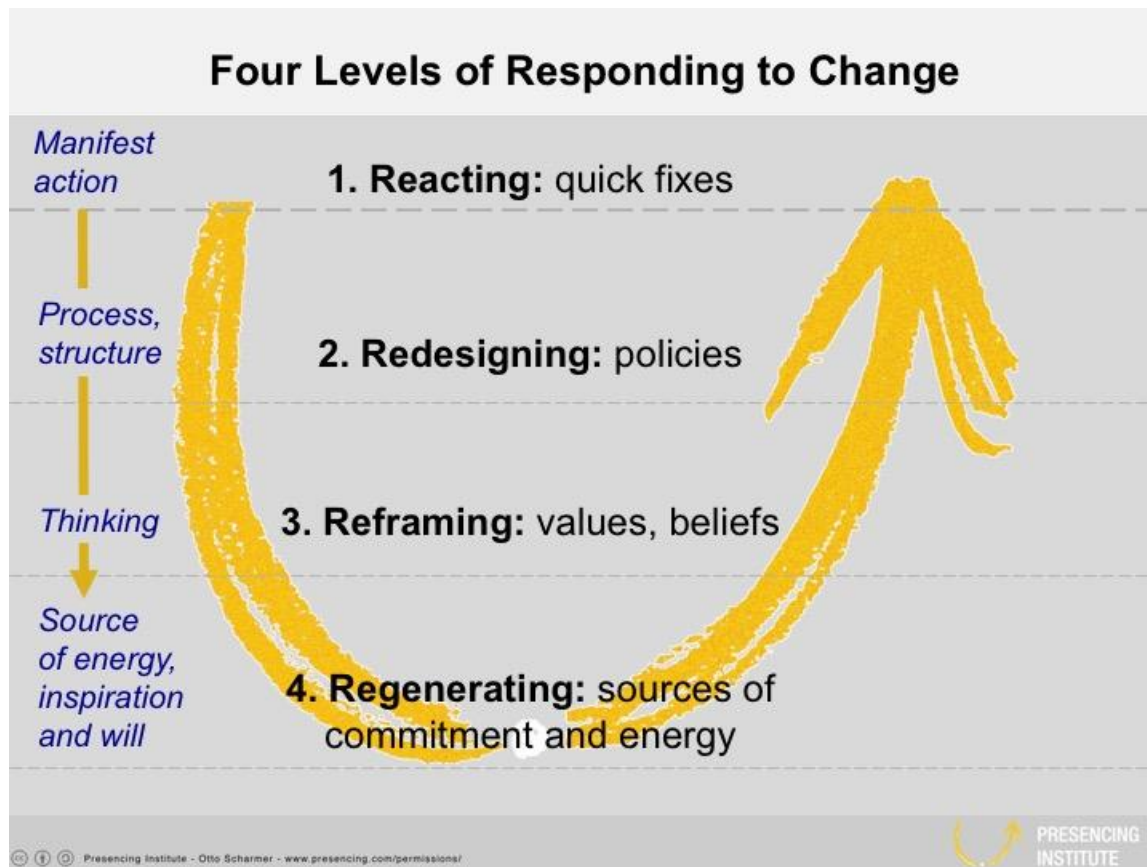 Four Levels of Responding to Change
Manifest
action
1. Reacting: quick fixes
Process,
structure
2. Redesigning: policies
Thinking
3. Reframing: values, beliefs
Source
of energy,
inspiration
and will
4. Regenerating: sources of
commitment and energy
Presencing Institute - Otto Scharmer - www.presencing.com/permissions/
PRESENCING
INSTITUTE